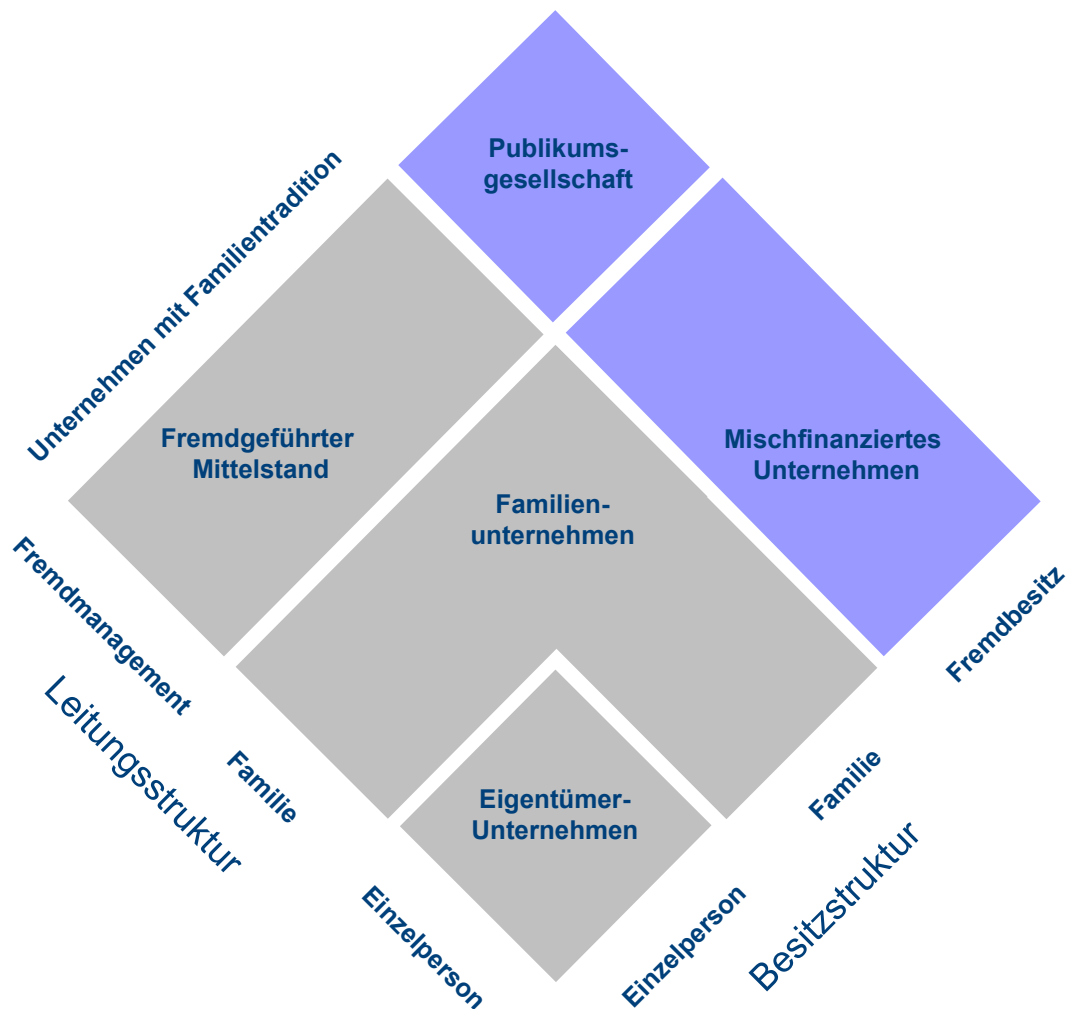 Publikums-
gesellschaft
Unternehmen mit Familientradition
Fremdgeführter
Mittelstand
Mischfinanziertes
Unternehmen
Familien-
unternehmen
Fremdmanagement
Fremdbesitz
Leitungsstruktur
Familie
Familie
Eigentümer-
Unternehmen
Besitzstruktur
Einzelperson
Einzelperson